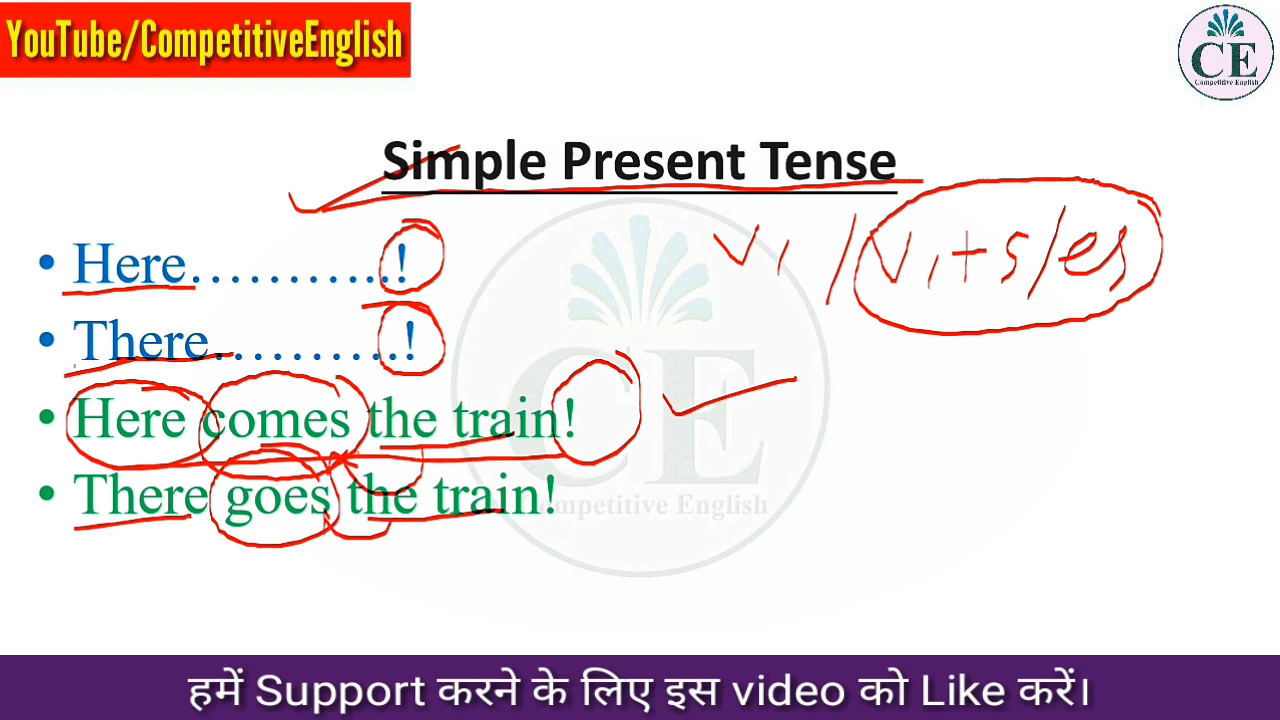 YouTube/CompetitiveEnglish
CE
Competitive English
Simple Present Tense
V1 / V1+s/es
• Here………..!
• There……….!
• Here comes the train!
• There goes the train!
CE
Competitive English
हमें Support करने के लिए इस video को Like करें।